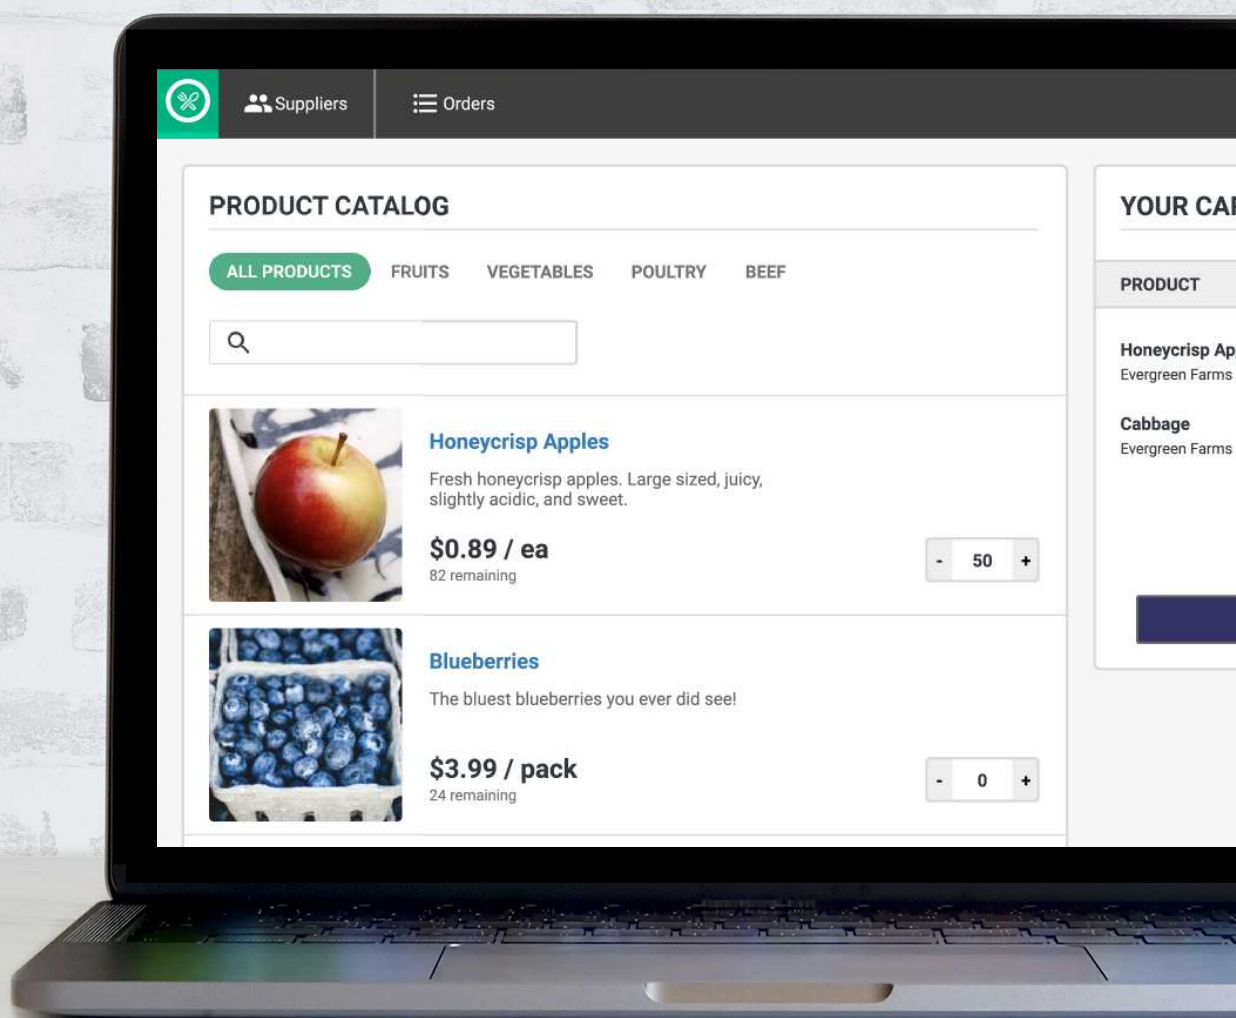 Suppliers
Orders
PRODUCT CATALOG
ALL PRODUCTS FRUITS VEGETABLES POULTRY BEEF
Honeycrisp Apples
Fresh honeycrisp apples. Large sized, juicy,
slightly acidic, and sweet.
$0.89 / ea
82 remaining
- 50 +
Blueberries
The bluest blueberries you ever did see!
$3.99 / pack
24 remaining
- 0 +
YOUR
PRODUCT
Honeycrisp
Evergreen Farms
Cabbage
Evergreen Farms